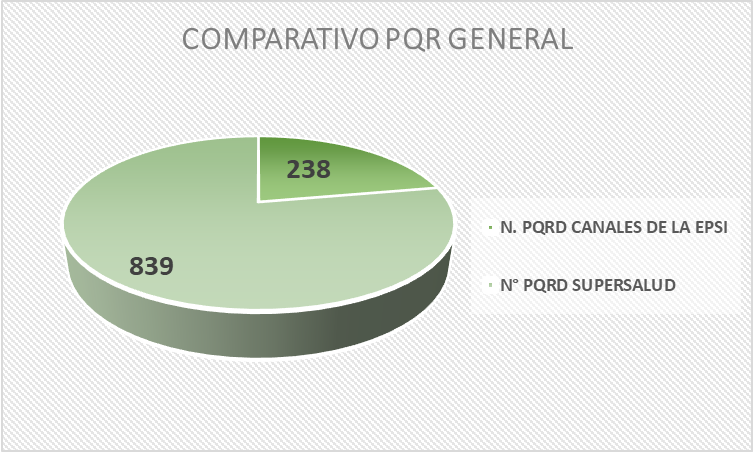 COMPARATIVO PQR GENERAL
238
839
N. PQRD CANALES DE LA EPSI
N° PQRD SUPERSALUD